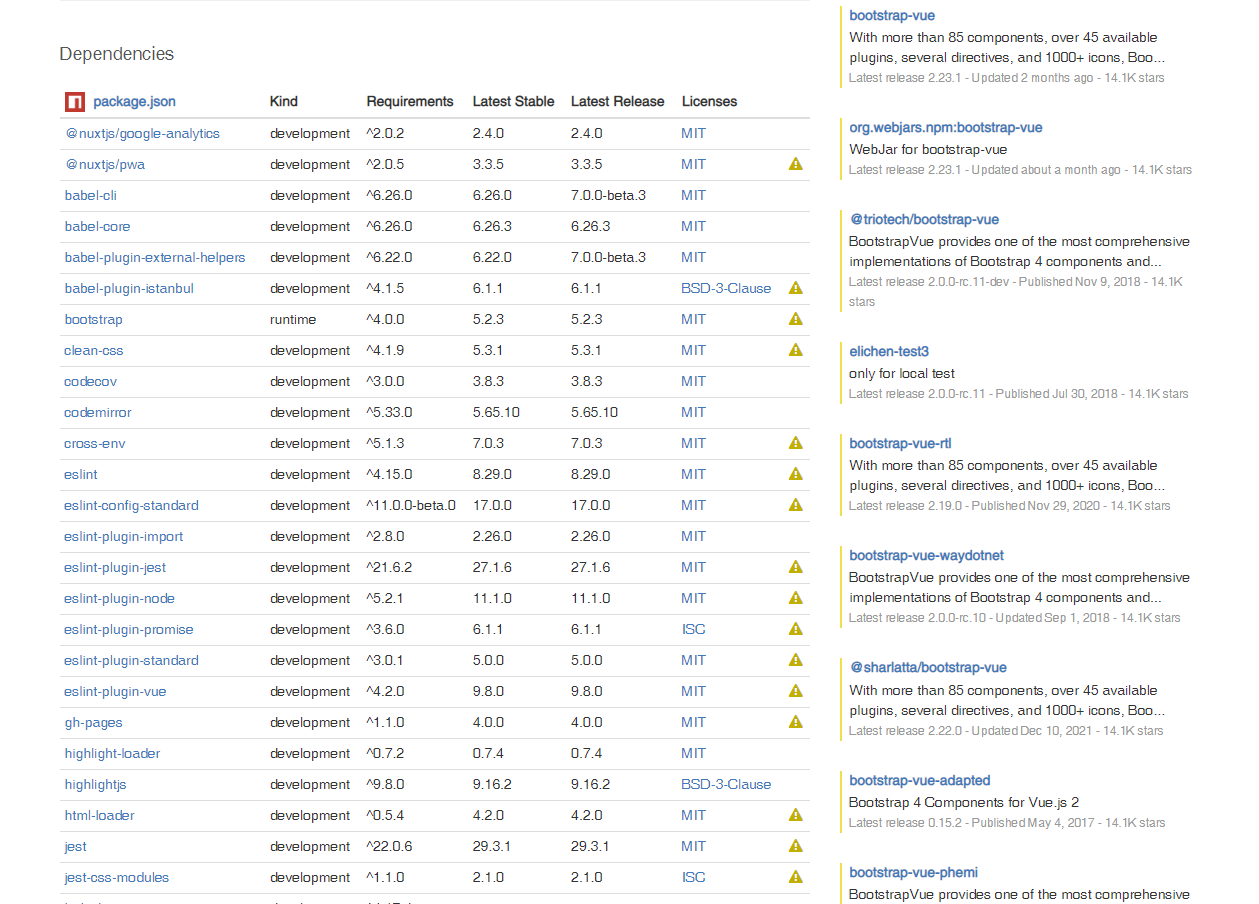 Dependencies
package.json Kind Requirements Latest Stable Latest Release Licenses
@nuxtjs/google-analytics development ^2.0.2 2.4.0 2.4.0 MIT
@nuxtjs/pwa development ^2.0.5 3.3.5 3.3.5 MIT
babel-cli development ^6.26.0 6.26.0 7.0.0-beta.3 MIT
babel-core development ^6.26.0 6.26.3 6.26.3 MIT
babel-plugin-external-helpers development ^6.22.0 6.22.0 7.0.0-beta.3 MIT
babel-plugin-istanbul development ^4.1.5 6.1.1 6.1.1 BSD-3-Clause
bootstrap runtime ^4.0.0 5.2.3 5.2.3 MIT
clean-css development ^4.1.9 5.3.1 5.3.1 MIT
codecov development ^3.0.0 3.8.3 3.8.3 MIT
codemirror development ^5.33.0 5.65.10 5.65.10 MIT
cross-env development ^5.1.3 7.0.3 7.0.3 MIT
eslint development ^4.15.0 8.29.0 8.29.0 MIT
eslint-config-standard development ^11.0.0-beta.0 17.0.0 17.0.0 MIT
eslint-plugin-import development ^2.8.0 2.26.0 2.26.0 MIT
eslint-plugin-jest development ^21.6.2 27.1.6 27.1.6 MIT
eslint-plugin-node development ^5.2.1 11.1.0 11.1.0 MIT
eslint-plugin-promise development ^3.6.0 6.1.1 6.1.1 ISC
eslint-plugin-standard development ^3.0.1 5.0.0 5.0.0 MIT
eslint-plugin-vue development ^4.2.0 9.8.0 9.8.0 MIT
gh-pages development ^1.1.0 4.0.0 4.0.0 MIT
highlight-loader development ^0.7.2 0.7.4 0.7.4 MIT
highlightjs development ^9.8.0 9.16.2 9.16.2 BSD-3-Clause
html-loader development ^0.5.4 4.2.0 4.2.0 MIT
jest development ^22.0.6 29.3.1 29.3.1 MIT
jest-css-modules development ^1.1.0 2.1.0 2.1.0 ISC
bootstrap-vue
With more than 85 components, over 45 available
plugins, several directives, and 1000+ icons, Boo...
Latest release 2.23.1 - Updated 2 months ago - 14.1K stars
org.webjars.npm:bootstrap-vue
WebJar for bootstrap-vue
Latest release 2.23.1 - Updated about a month ago - 14.1K stars
@triotech/bootstrap-vue
BootstrapVue provides one of the most comprehensive
implementations of Bootstrap 4 components and...
Latest release 2.0.0-rc.11-dev - Published Nov 9, 2018 - 14.1K
stars
elichen-test3
only for local test
Latest release 2.0.0-rc.11 - Published Jul 30, 2018 - 14.1K stars
bootstrap-vue-rtl
With more than 85 components, over 45 available
plugins, several directives, and 1000+ icons, Boo...
Latest release 2.19.0 - Published Nov 29, 2020 - 14.1K stars
bootstrap-vue-waydotnet
BootstrapVue provides one of the most comprehensive
implementations of Bootstrap 4 components and...
Latest release 2.0.0-rc.10 - Updated Sep 1, 2018 - 14.1K stars
@sharlatta/bootstrap-vue
With more than 85 components, over 45 available
plugins, several directives, and 1000+ icons, Boo...
Latest release 2.22.0 - Updated Dec 10, 2021 - 14.1K stars
bootstrap-vue-adapted
Bootstrap 4 Components for Vue.js 2
Latest release 0.15.2 - Published May 4, 2017 - 14.1K stars
bootstrap-vue-phemi
BootstrapVue provides one of the most comprehensive